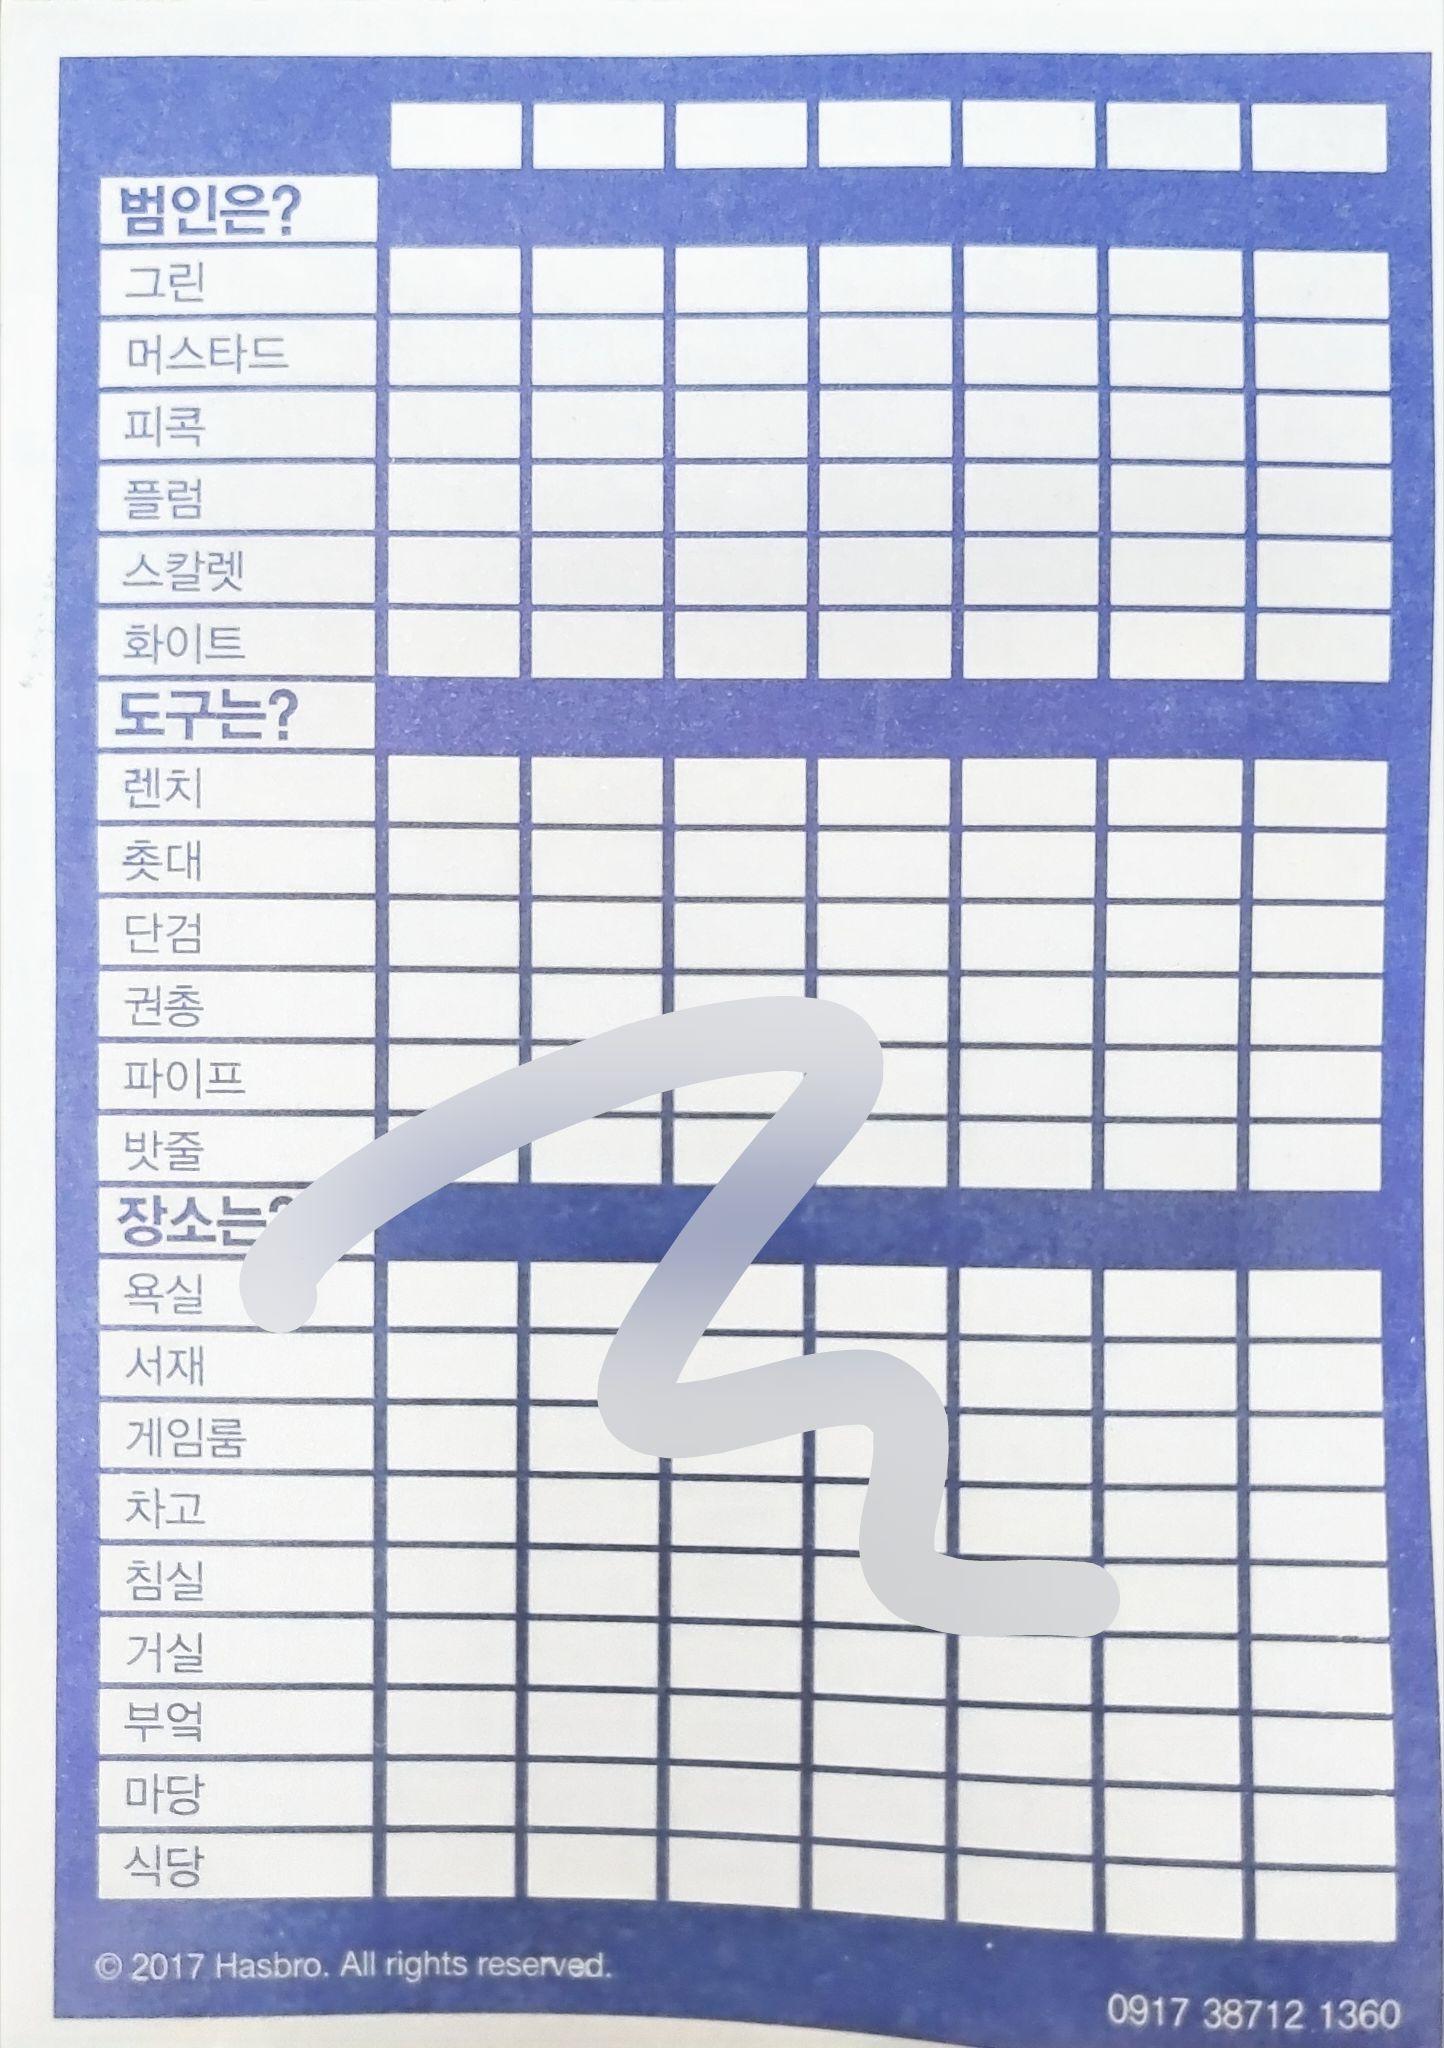 범인은?
그린
머스타드
피콕
플럼
스칼렛
화이트
도구는?
렌치
촛대
단검
권총
파이프
밧줄
장소는?
욕실
서재
게임룸
차고
침실
거실
부엌
마당
식당
© 2017 Hasbro. All rights reserved.
0917 38712 1360